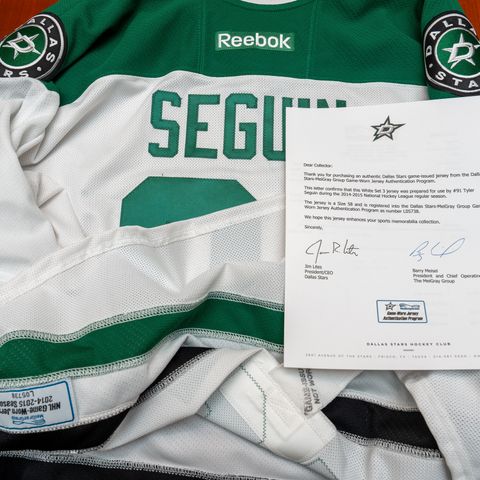 DALLAS
STARS
Reebok
DALLAS
STARS
SEGUIN
Dear Collector:
Thank you for purchasing an authentic Dallas Stars game-issued jersey from the Dallas
Stars-MeiGray Group Game-Worn Jersey Authentication Program.
This letter confirms that this White Set 3 jersey was prepared for use by #91 Tyler
Seguin during the 2014-2015 National Hockey League regular season.
The Jersey is a Size 58 and is registered into the Dallas Stars-MeiGray Group Game
Worn Jersey Authentication Program as number L05738.
We hope this jersey enhances your sports memorabilia collection.
Sincerely,
Jim Lites
President/CEO
Dallas Stars
Barry Meisel
President and Chief Operating
The MeiGray Group
Game-Worn Jersey
Authentication Program
DALLAS STARS HOCKEY CLUB
NHL Game-Worn Jersey
2014-2015 Season
L05738